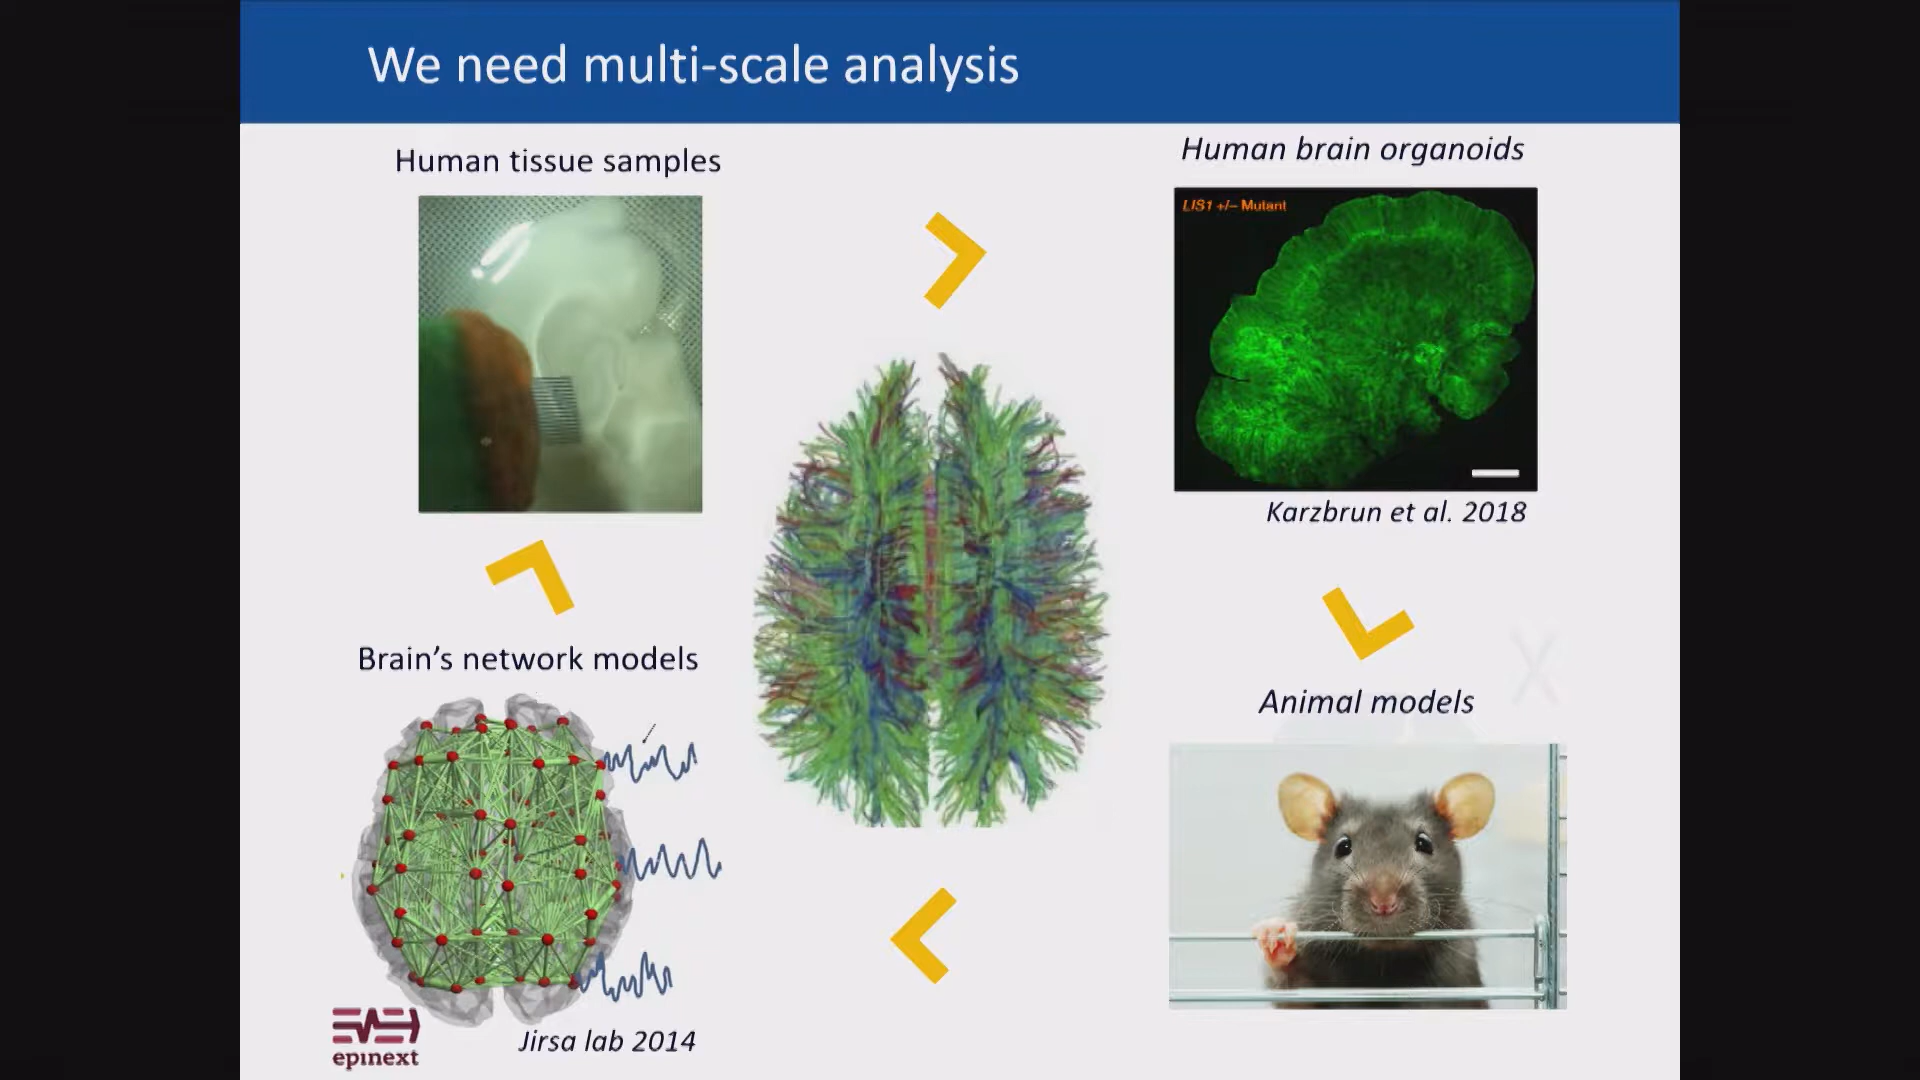 We need multi-scale analysis
Human tissue samples
Human brain organoids
LIS1 +/– Mutant
Karzbrun et al. 2018
Brain’s network models
Animal models
Jirsa lab 2014
epinext